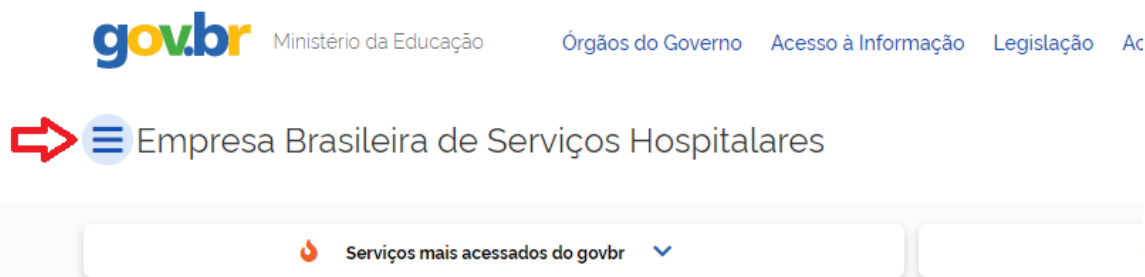 gov.br Ministério da Educação Órgãos do Governo Acesso à Informação Legislação
Empresa Brasileira de Serviços Hospitalares
Serviços mais acessados do govbr